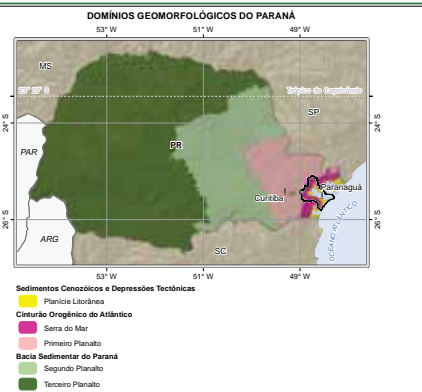 DOMÍNIOS GEOMORFOLÓGICOS DO PARANÁ
53° W 51° W 49° W
MS
23° 27' S Trópico de Capricórnio
SP
24° S 24° S
PAR
PR
Paranaguá
Curitiba
26° S 26° S
ARG
OCEANO ATLÂNTICO
SC
53° W 51° W 49° W
Sedimentos Cenozóicos e Depressões Tectônicas
Planície Litorânea
Cinturão Orogênico do Atlântico
Serra do Mar
Primeiro Planalto
Bacia Sedimentar do Paraná
Segundo Planalto
Terceiro Planalto